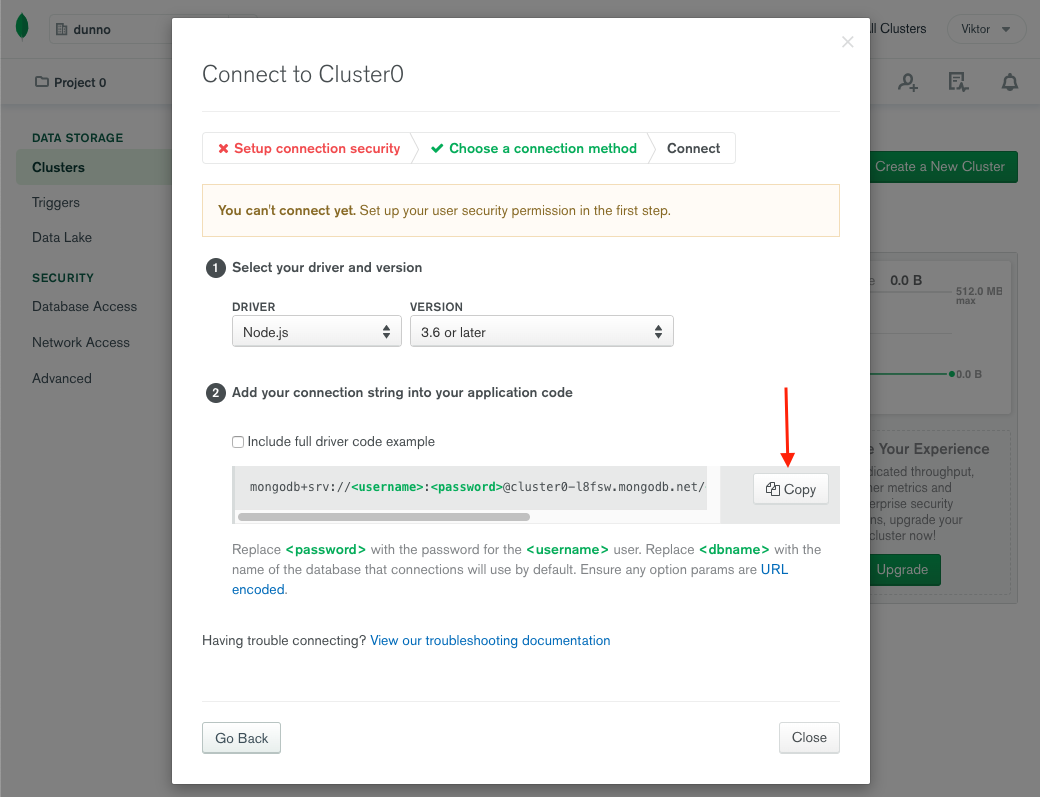 dunno
ll Clusters
Viktor
Project 0
Connect to Cluster0
DATA STORAGE
Clusters
Triggers
Data Lake
SECURITY
Database Access
Network Access
Advanced
Setup connection security
Choose a connection method
Connect
Create a New Cluster
You can't connect yet. Set up your user security permission in the first step.
1 Select your driver and version
DRIVER
VERSION
Node.js
3.6 or later
2 Add your connection string into your application code
Include full driver code example
mongodb+srv://<username>:<password>@cluster0-l8fsw.mongodb.net/
Copy
Replace <password> with the password for the <username> user. Replace <dbname> with the
name of the database that connections will use by default. Ensure any option params are URL
encoded.
Having trouble connecting? View our troubleshooting documentation
Go Back
Close
e 0.0 B
512.0 MB
max
0.0 B
e Your Experience
dicated throughput,
er metrics and
erprise security
ns, upgrade your
cluster now!
Upgrade